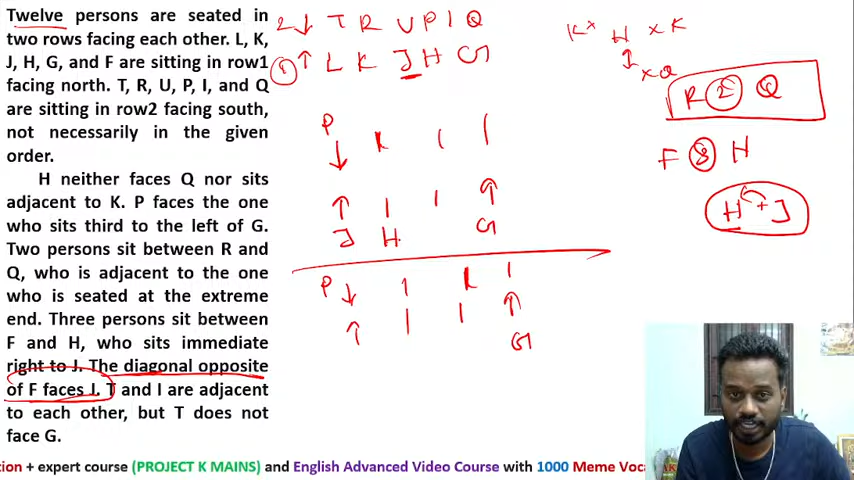 Twelve persons are seated in
two rows facing each other. L, K,
J, H, G, and F are sitting in row1
facing north. T, R, U, P, I, and Q
are sitting in row2 facing south,
not necessarily in the given
order.
H neither faces Q nor sits
adjacent to K. P faces the one
who sits third to the left of G.
Two persons sit between R and
Q, who is adjacent to the one
who is seated at the extreme
end. Three persons sit between
F and H, who sits immediate
right to J. The diagonal opposite
of F faces I. T and I are adjacent
to each other, but T does not
face G.
2 ↓ T R U P I Q
1 ↑ L K J H G
K× H × K
↕ × Q
R 2 Q
F 3 H
H + J
P
↓
↑ ↑
J H G
P ↓
↑ ↑
G
tion + expert course (PROJECT K MAINS) and English Advanced Video Course with 1000 Meme Voca